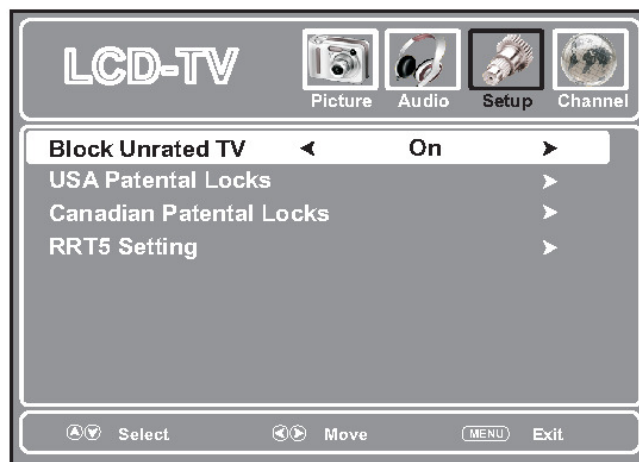 LCD-TV
Picture Audio Setup Channel
Block Unrated TV On
USA Patental Locks
Canadian Patental Locks
RRT5 Setting
Select Move MENU Exit